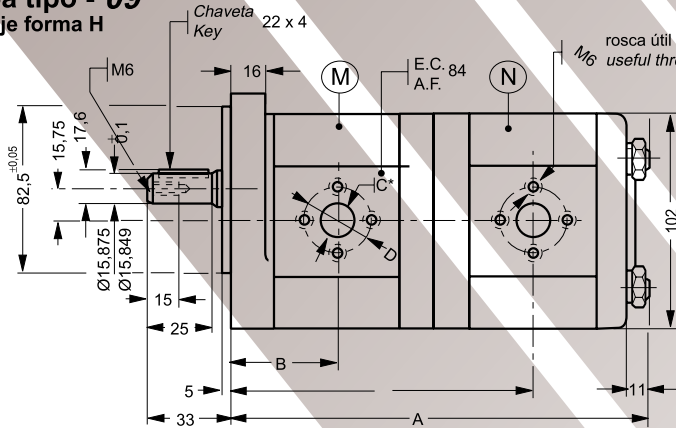 tipo - 09
je forma H
Chaveta
Key
22 x 4
M6
16
M
E.C. 84
A.F.
N
M6
rosca útil
useful
82,5 ±0,05
15,75
17,6
±0,1
Ø15,875
Ø15,849
15
25
C*
D
102
B
5
11
33
A